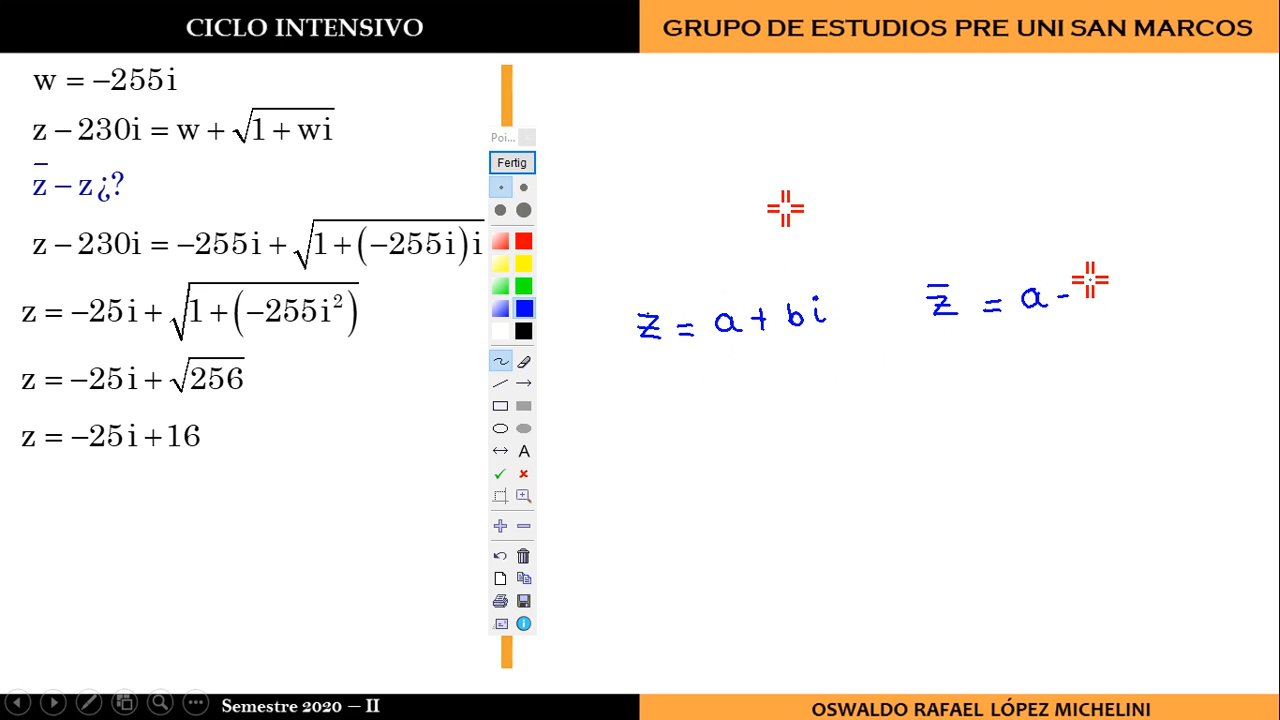 CICLO INTENSIVO
GRUPO DE ESTUDIOS PRE UNI SAN MARCOS
w = −255i
z − 230i = w + √(1 + wi)
z̄ − z¿?
z − 230i = −255i + √(1 + (−255i)i)
z = −25i + √(1 + (−255i²))
z = −25i + √256
z = −25i + 16
Poi...
Fertig
A
z = a + bi
z̄ = a -
Semestre 2020 – II
OSWALDO RAFAEL LÓPEZ MICHELINI